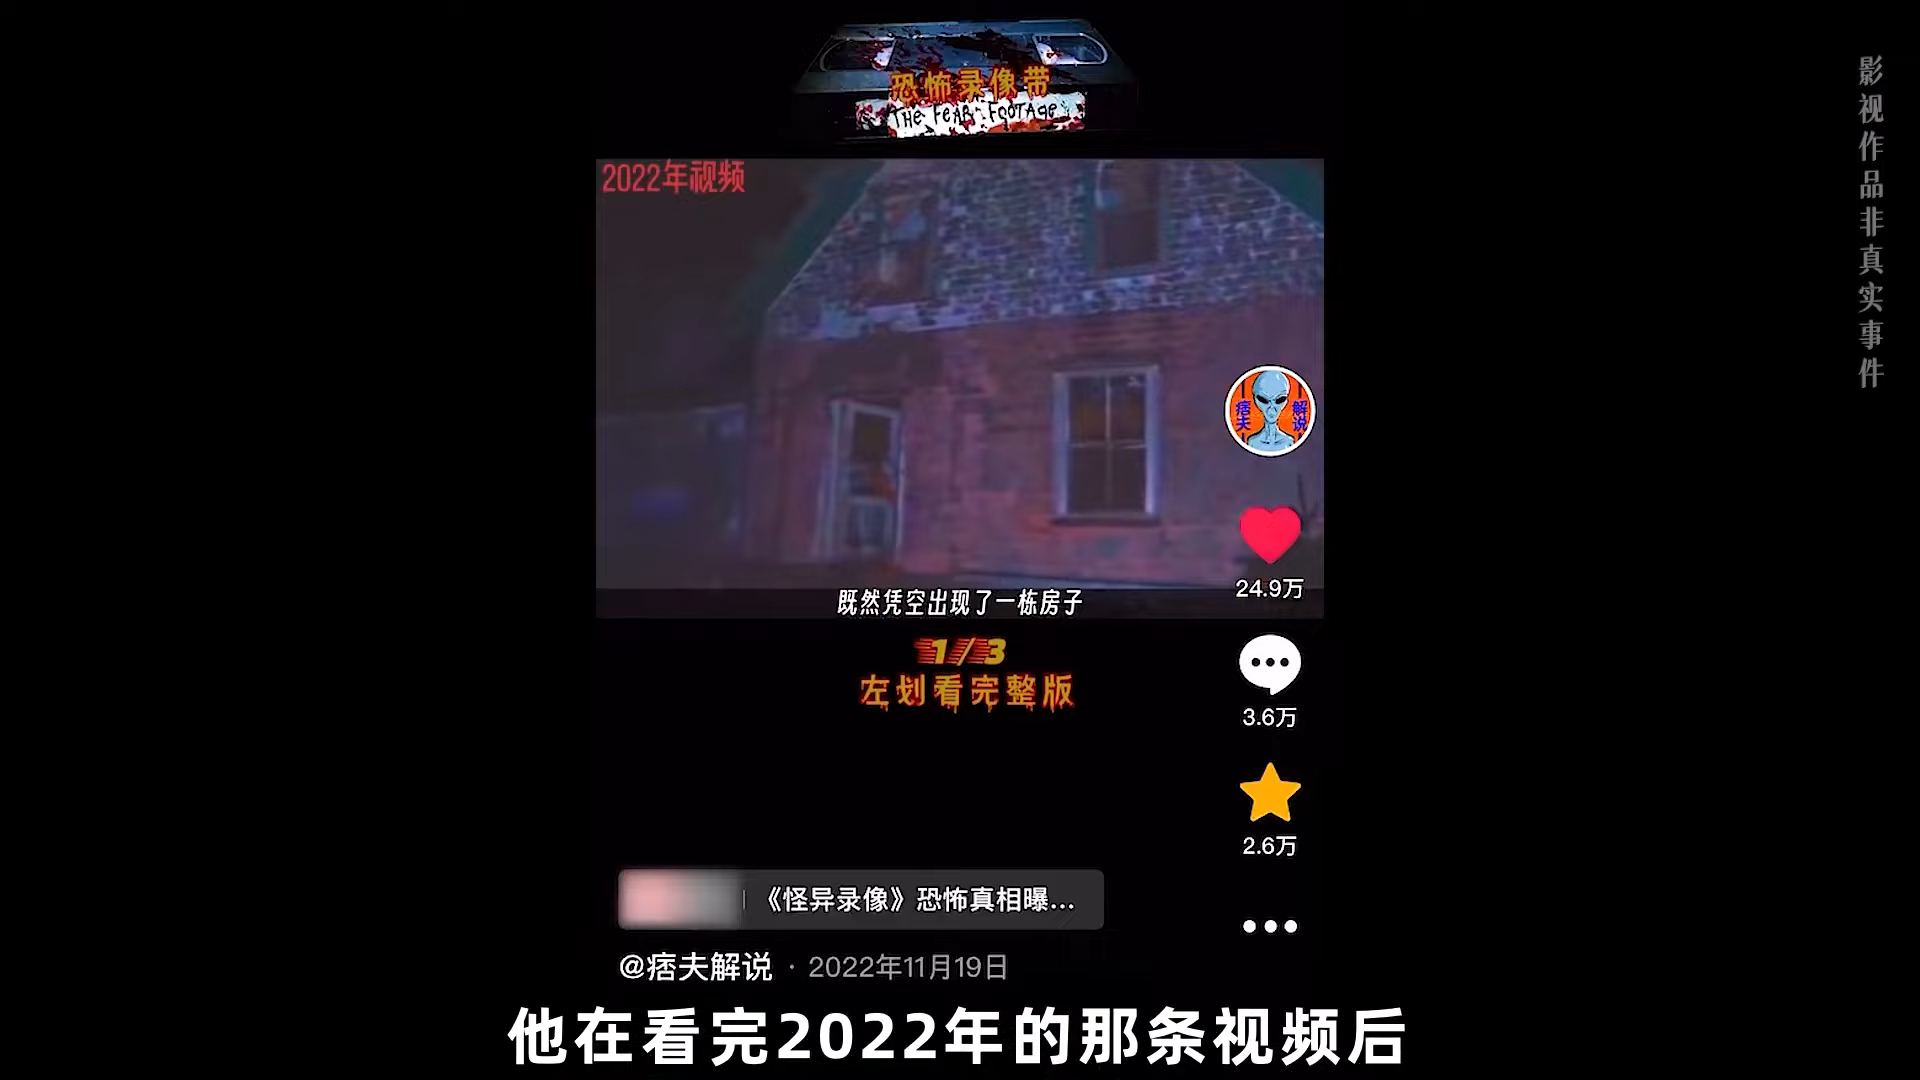 恐怖录像带
THE FEAR FOOTAGE
2022年视频
影视作品非真实事件
痞夫
解说
24.9万
既然凭空出现了一栋房子
1/3
左划看完整版
3.6万
2.6万
《怪异录像》恐怖真相曝...
@痞夫解说 · 2022年11月19日
他在看完2022年的那条视频后